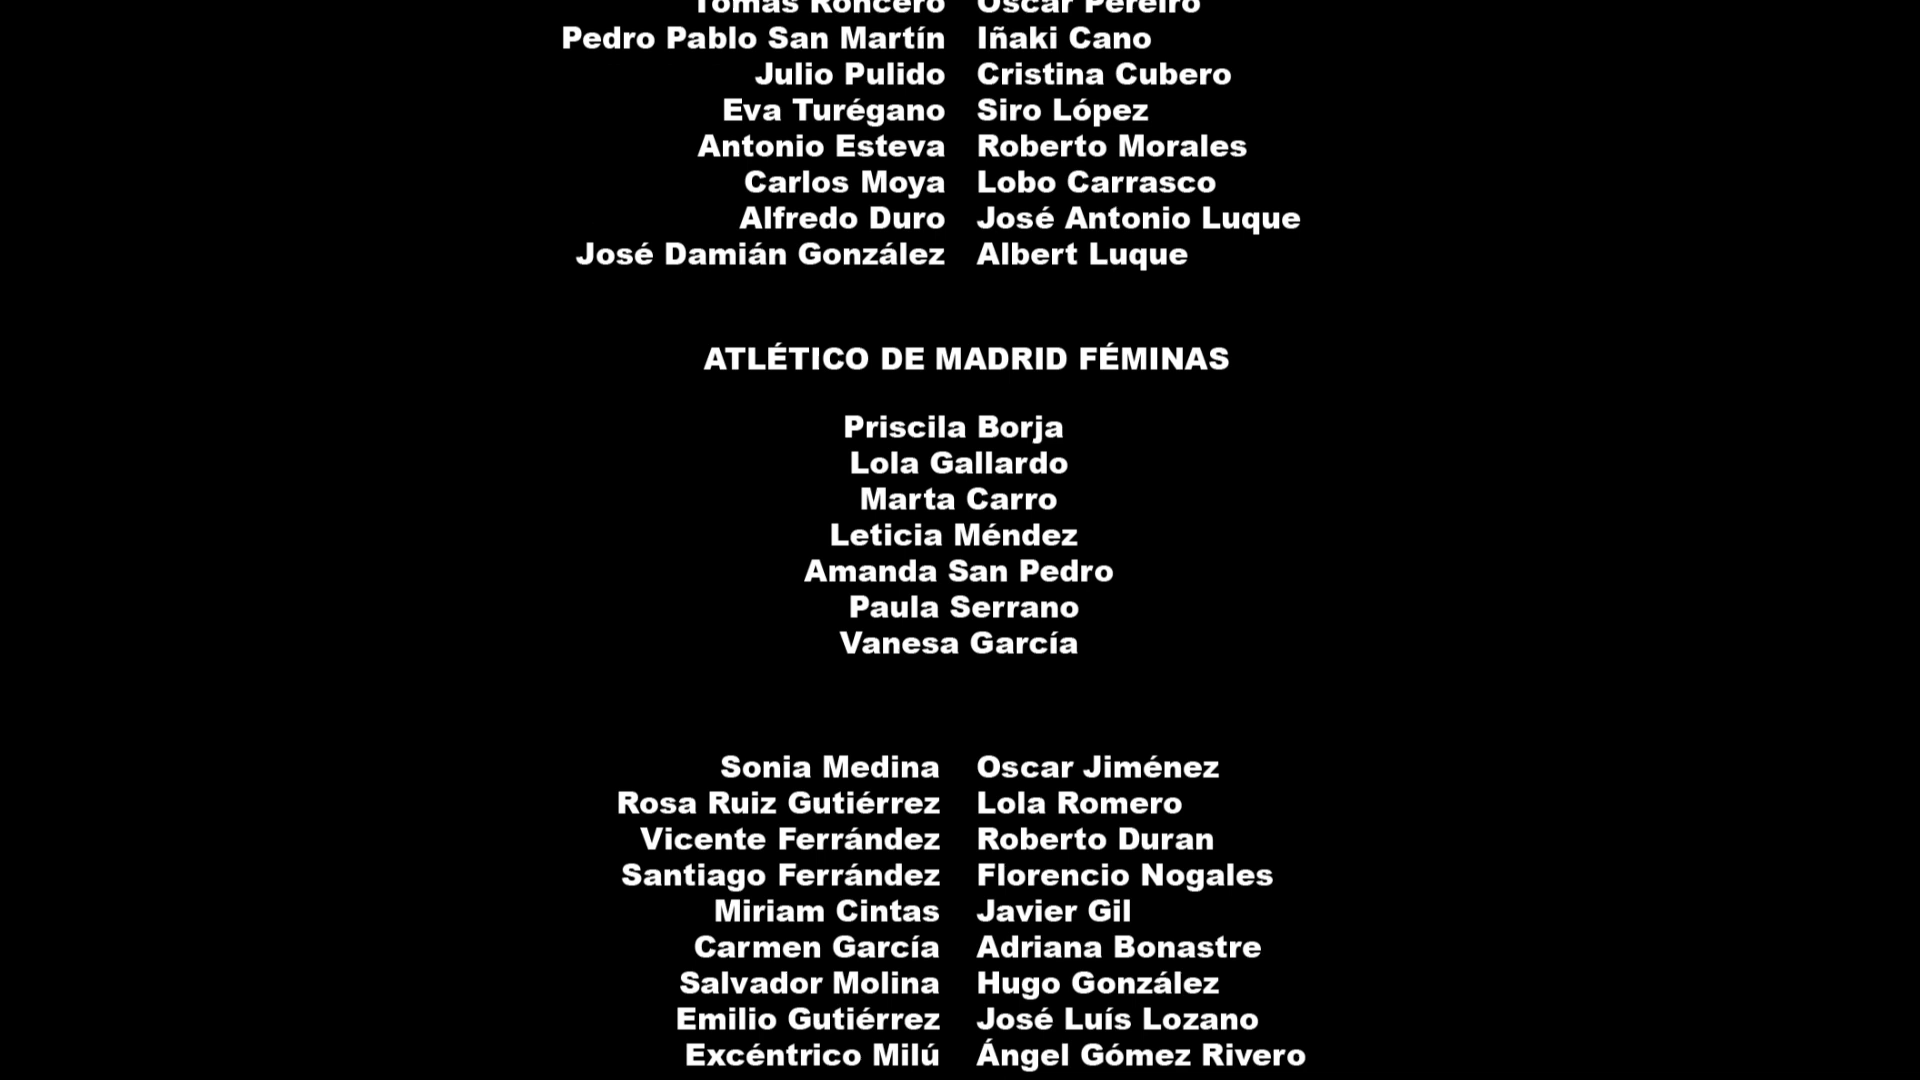 Tomás Roncero Óscar Pereiro
Pedro Pablo San Martín Iñaki Cano
Julio Pulido Cristina Cubero
Eva Turégano Siro López
Antonio Esteva Roberto Morales
Carlos Moya Lobo Carrasco
Alfredo Duro José Antonio Luque
José Damián González Albert Luque
ATLÉTICO DE MADRID FÉMINAS
Priscila Borja
Lola Gallardo
Marta Carro
Leticia Méndez
Amanda San Pedro
Paula Serrano
Vanesa García
Sonia Medina Oscar Jiménez
Rosa Ruiz Gutiérrez Lola Romero
Vicente Ferrández Roberto Duran
Santiago Ferrández Florencio Nogales
Miriam Cintas Javier Gil
Carmen García Adriana Bonastre
Salvador Molina Hugo González
Emilio Gutiérrez José Luís Lozano
Excéntrico Milú Ángel Gómez Rivero